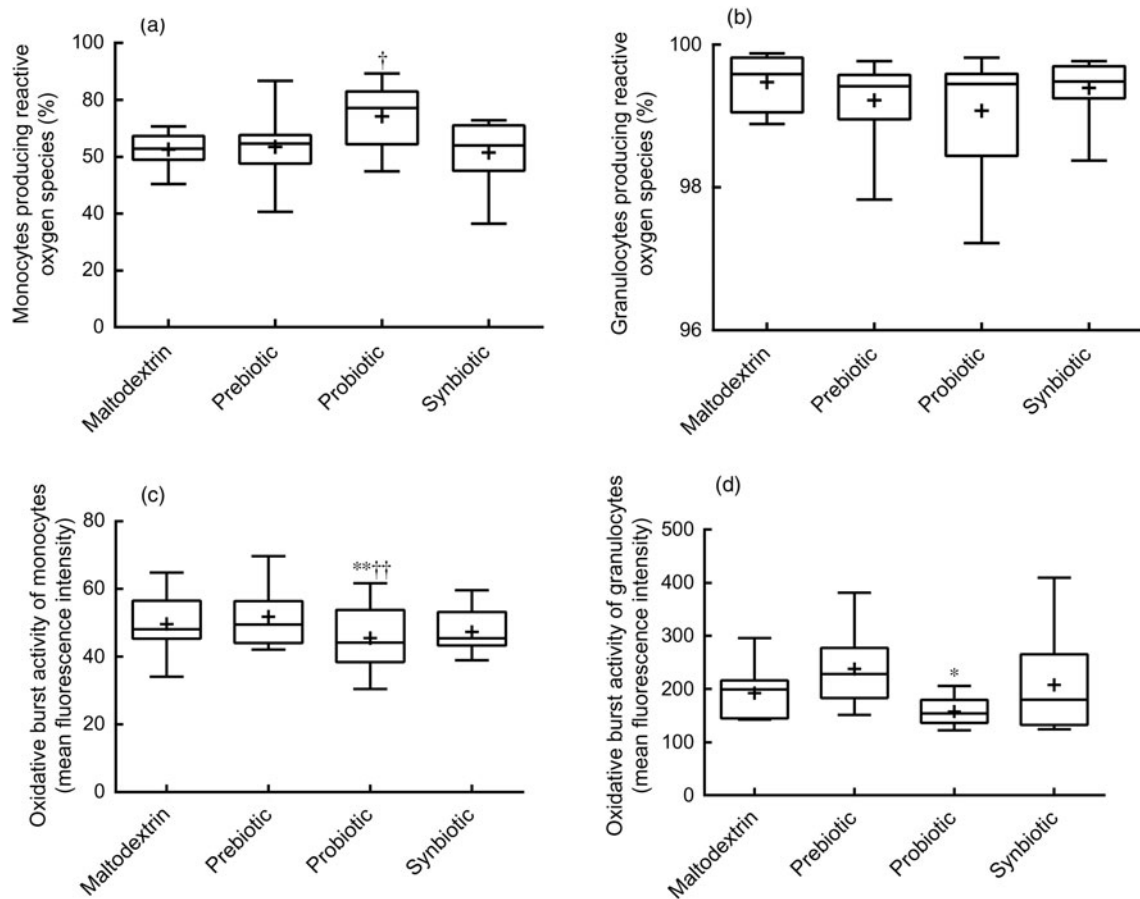 (a)
Monocytes producing reactive
oxygen species (%)
100
80
60
40
20
0
†
Maltodextrin
Prebiotic
Probiotic
Synbiotic
(b)
Granulocytes producing reactive
oxygen species (%)
100
98
96
Maltodextrin
Prebiotic
Probiotic
Synbiotic
(c)
Oxidative burst activity of monocytes
(mean fluorescence intensity)
80
60
40
20
0
**††
Maltodextrin
Prebiotic
Probiotic
Synbiotic
(d)
Oxidative burst activity of granulocytes
(mean fluorescence intensity)
500
400
300
200
100
0
*
Maltodextrin
Prebiotic
Probiotic
Synbiotic